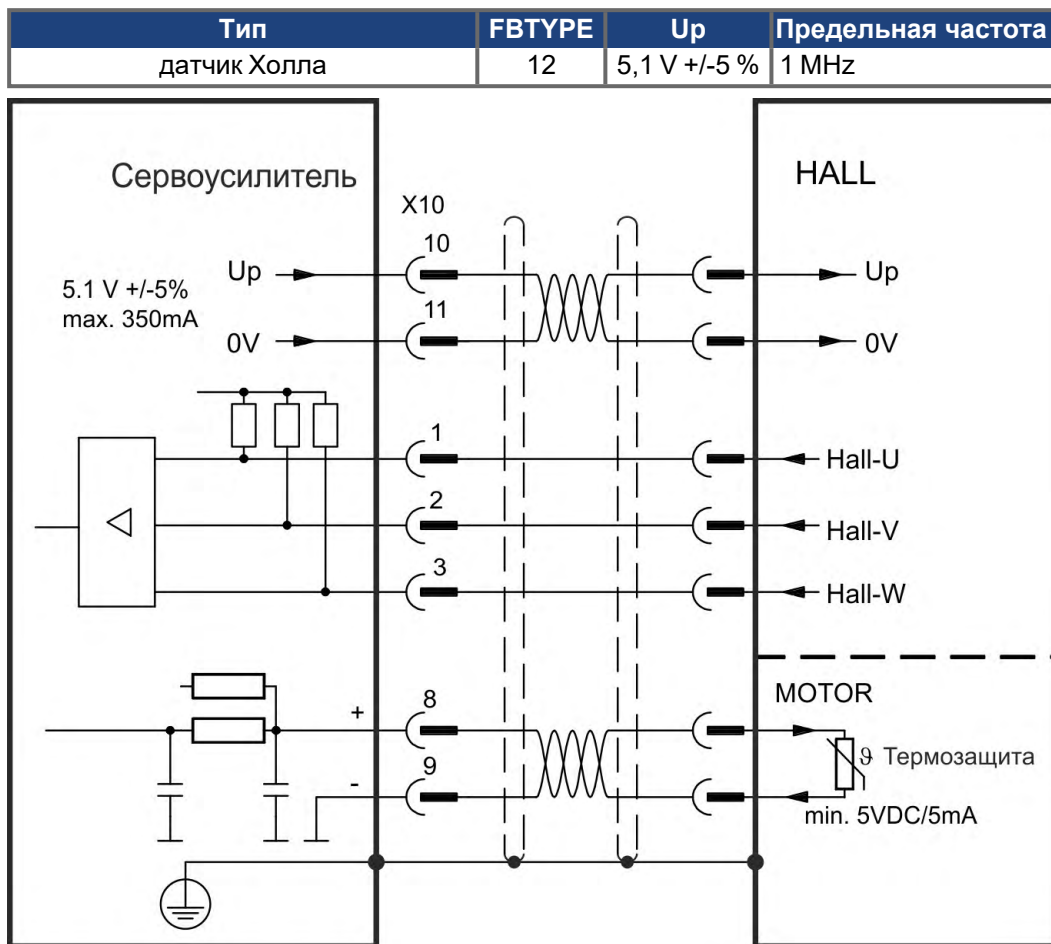 Тип FBTYPE Up Предельная частота
датчик Холла 12 5,1 V +/-5 % 1 MHz
Сервоусилитель
HALL
X10
10
Up
Up
5.1 V +/-5%
max. 350mA
11
0V
0V
1
Hall-U
2
Hall-V
3
Hall-W
MOTOR
+
8
ϑ Термозащита
-
9
min. 5VDC/5mA